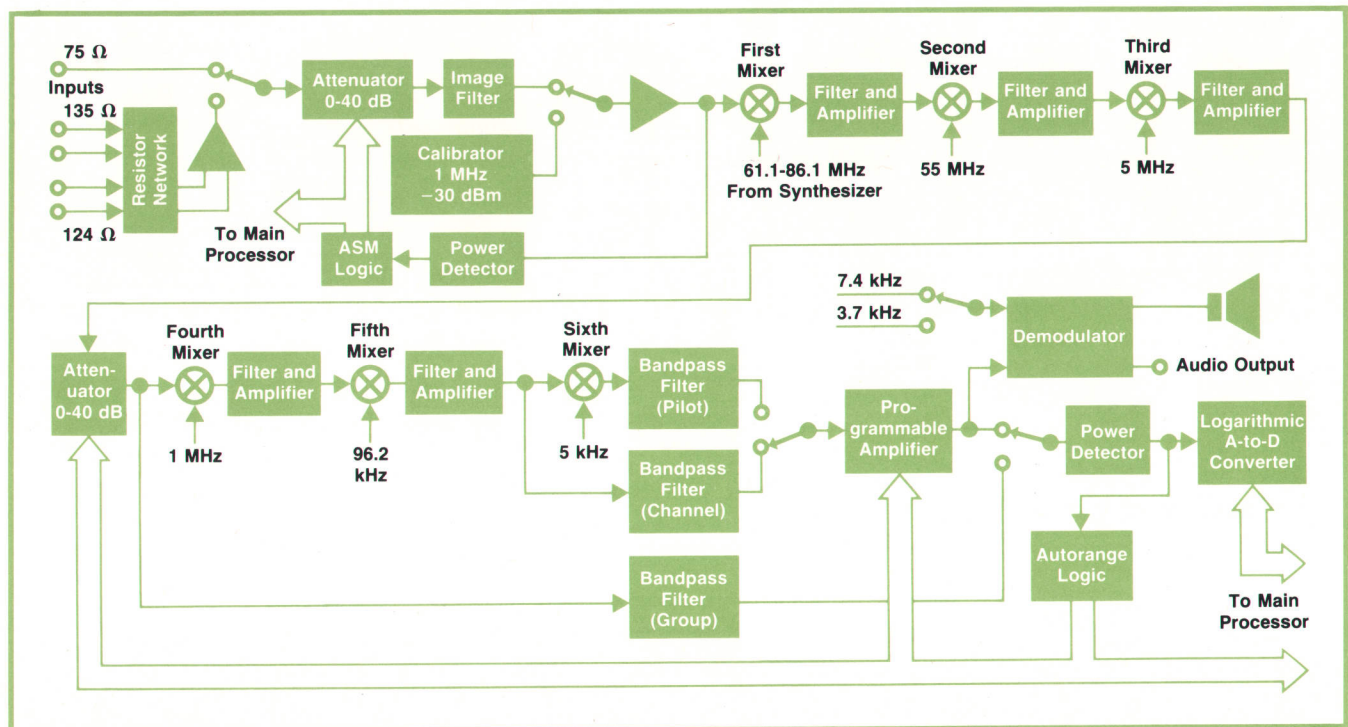 75 Ω
Inputs
135 Ω
Resistor
Network
124 Ω
Attenuator
0-40 dB
Image
Filter
Calibrator
1 MHz
−30 dBm
To Main
Processor
ASM
Logic
Power
Detector
First
Mixer
61.1-86.1 MHz
From Synthesizer
Filter and
Amplifier
Second
Mixer
55 MHz
Filter and
Amplifier
Third
Mixer
5 MHz
Filter and
Amplifier
Atten-
uator
0-40 dB
Fourth
Mixer
1 MHz
Filter and
Amplifier
Fifth
Mixer
96.2
kHz
Filter and
Amplifier
Sixth
Mixer
5 kHz
Bandpass
Filter
(Pilot)
Bandpass
Filter
(Channel)
Bandpass
Filter
(Group)
Pro-
grammable
Amplifier
7.4 kHz
3.7 kHz
Demodulator
Audio Output
Power
Detector
Logarithmic
A-to-D
Converter
Autorange
Logic
To Main
Processor